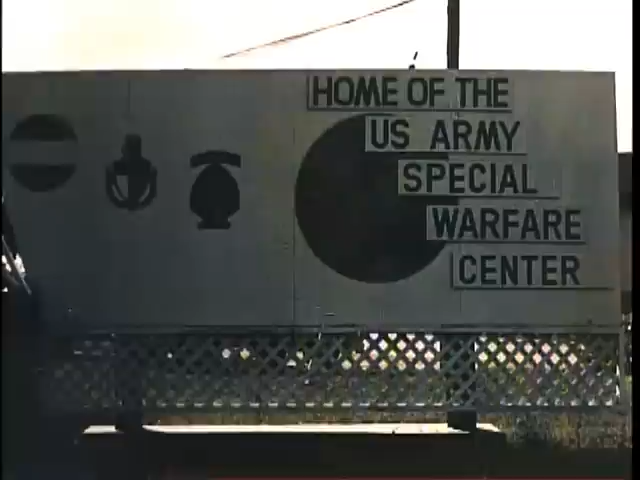 HOME OF THE
US ARMY
SPECIAL
WARFARE
CENTER